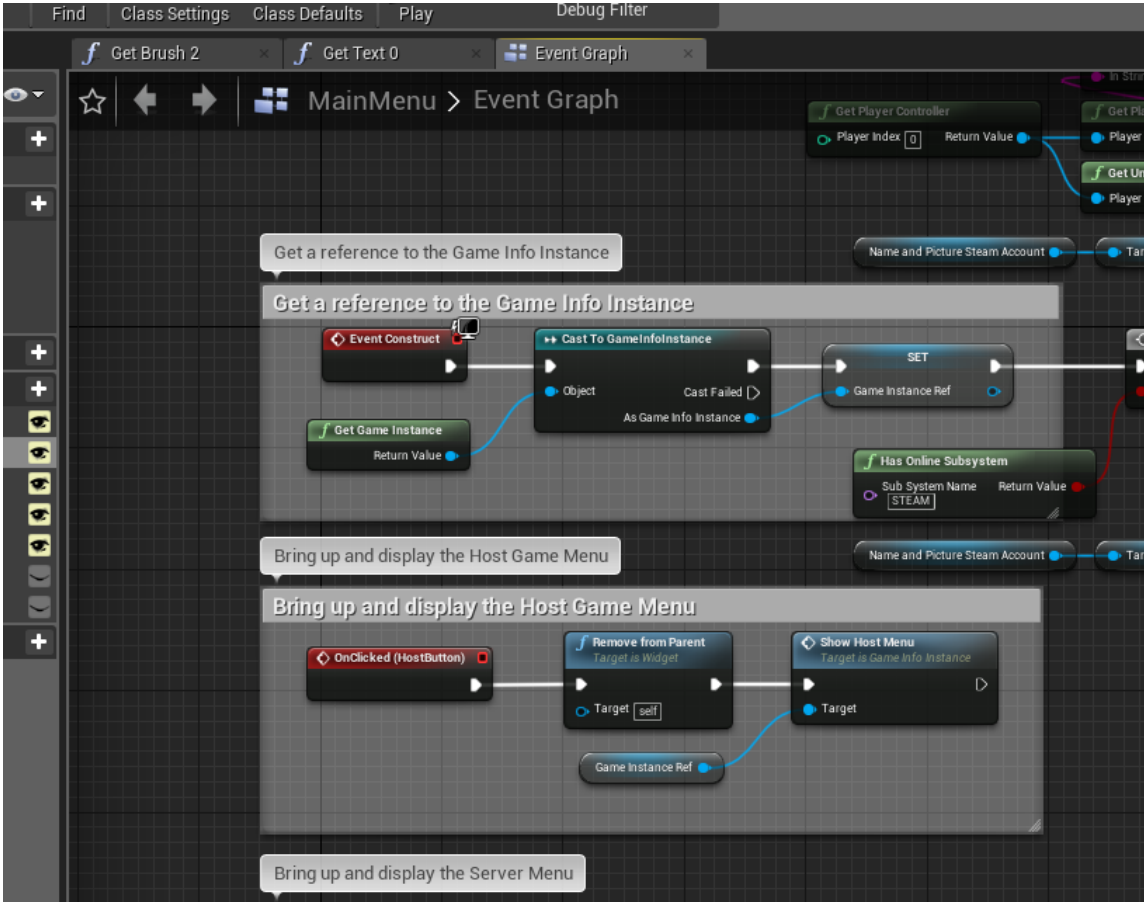 Find Class Settings Class Defaults Play Debug Filter
Get Brush 2 Get Text 0 Event Graph
MainMenu > Event Graph
In Stri
Get Player Controller
Player Index 0 Return Value
Player
Player
Get a reference to the Game Info Instance
Name and Picture Steam Account
Get a reference to the Game Info Instance
Event Construct
Cast To GameInfoInstance
Object
Cast Failed
As Game Info Instance
SET
Game Instance Ref
Get Game Instance
Return Value
Has Online Subsystem
Sub System Name Return Value
STEAM
Bring up and display the Host Game Menu
Name and Picture Steam Account
Bring up and display the Host Game Menu
OnClicked (HostButton)
Remove from Parent
Target is Widget
Target self
Show Host Menu
Target is Game Info Instance
Target
Game Instance Ref
Bring up and display the Server Menu